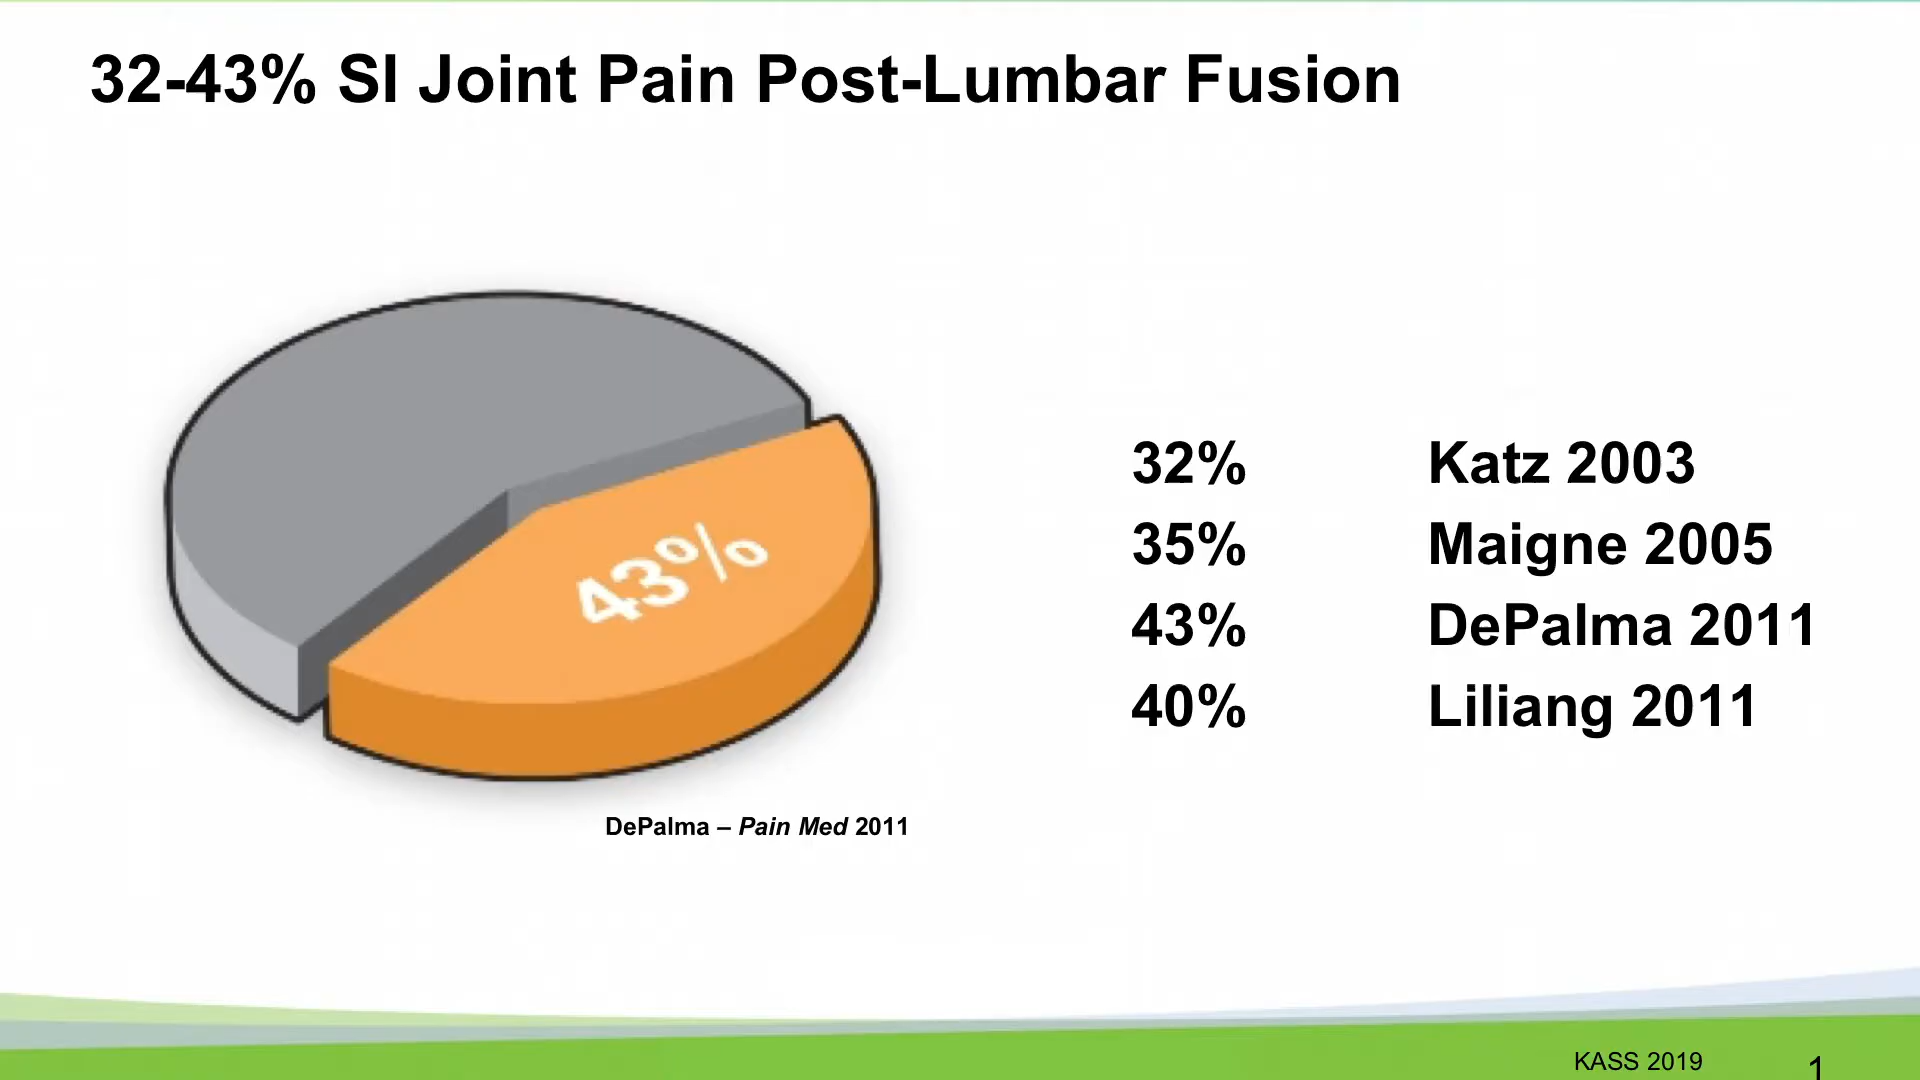 32-43% SI Joint Pain Post-Lumbar Fusion
43%
DePalma – Pain Med 2011
32% Katz 2003
35% Maigne 2005
43% DePalma 2011
40% Liliang 2011
KASS 2019
1